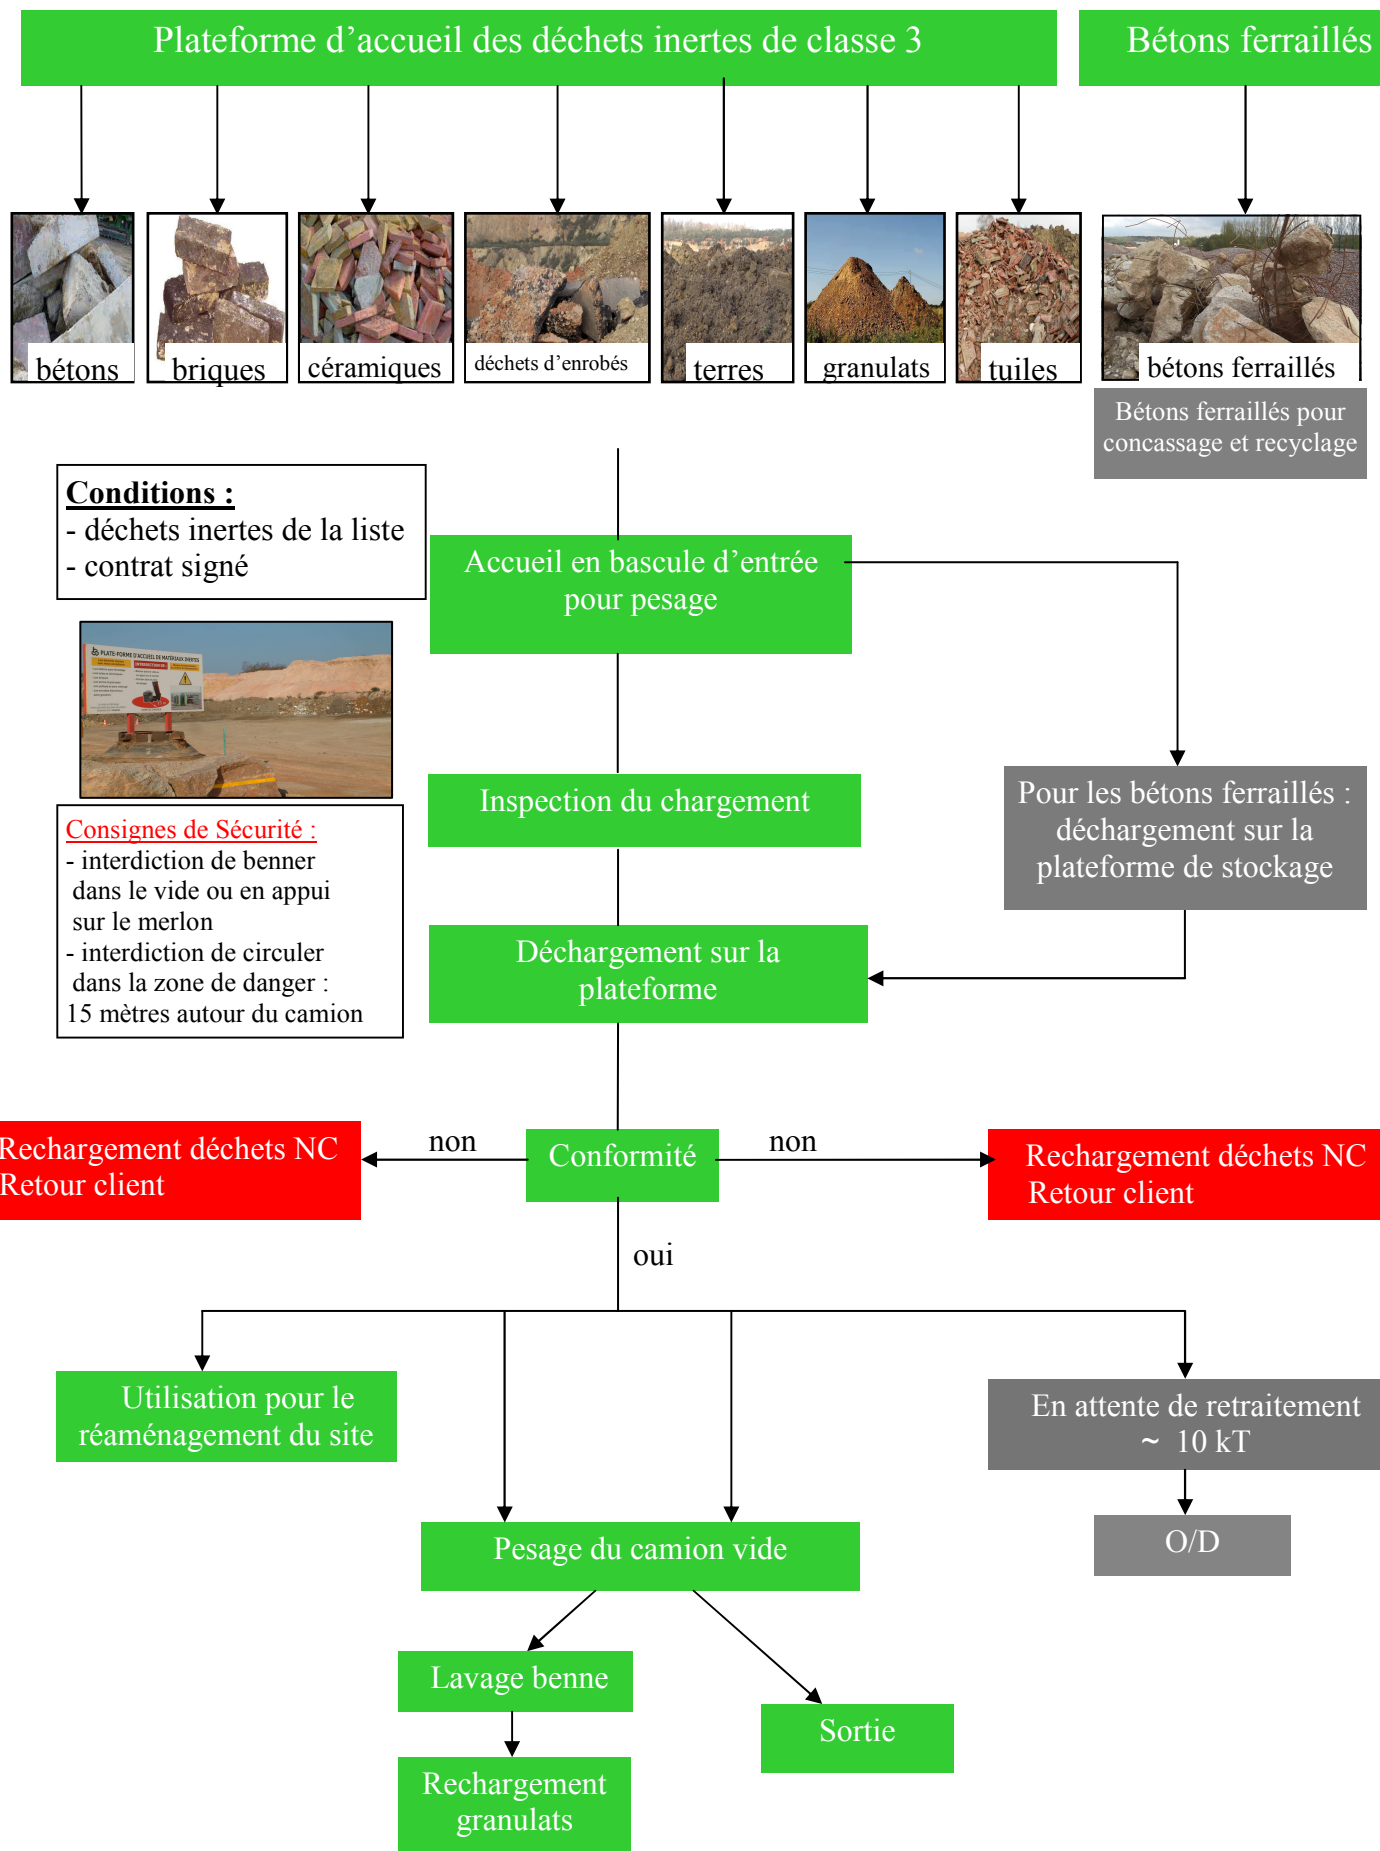 Plateforme d’accueil des déchets inertes de classe 3
Bétons ferraillés
bétons
briques
céramiques
déchets d’enrobés
terres
granulats
tuiles
bétons ferraillés
Bétons ferraillés pour
concassage et recyclage
Conditions :
- déchets inertes de la liste
- contrat signé
Accueil en bascule d’entrée
pour pesage
PLATE-FORME D'ACCUEIL DE MATÉRIAUX INERTES
Inspection du chargement
Pour les bétons ferraillés :
déchargement sur la
plateforme de stockage
Consignes de Sécurité :
- interdiction de benner
dans le vide ou en appui
sur le merlon
- interdiction de circuler
dans la zone de danger :
15 mètres autour du camion
Déchargement sur la
plateforme
Rechargement déchets NC
Retour client
non
Conformité
non
Rechargement déchets NC
Retour client
oui
Utilisation pour le
réaménagement du site
En attente de retraitement
~ 10 kT
Pesage du camion vide
O/D
Lavage benne
Sortie
Rechargement
granulats